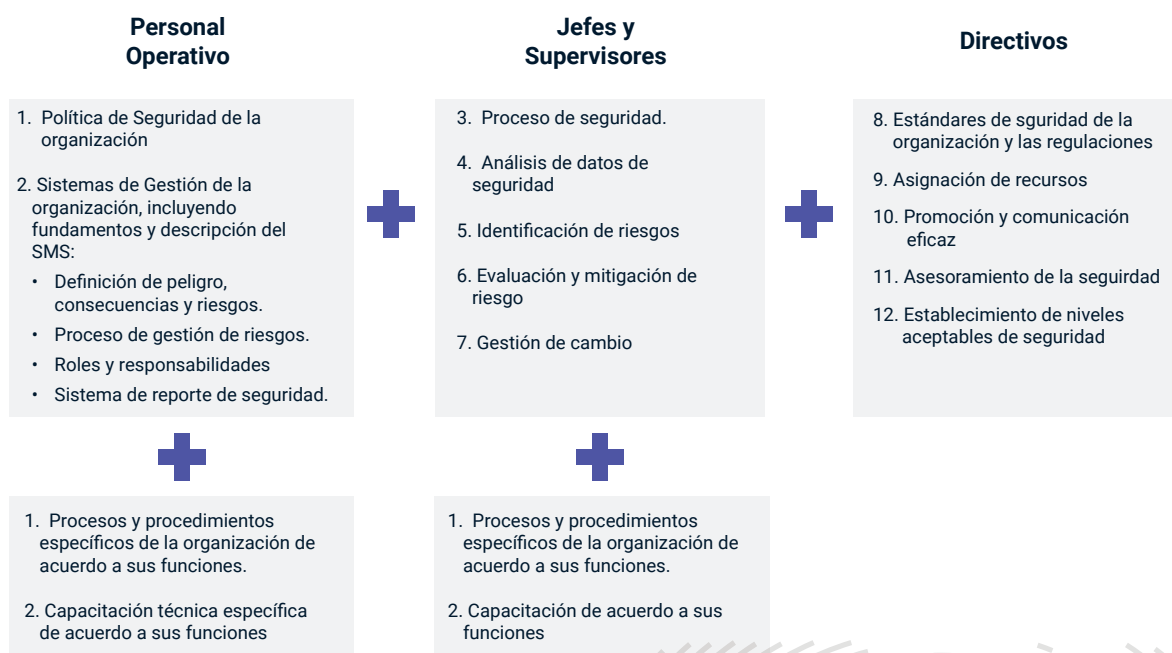 Personal
Operativo
1. Política de Seguridad de la
organización
2. Sistemas de Gestión de la
organización, incluyendo
fundamentos y descripción del
SMS:
• Definición de peligro,
consecuencias y riesgos.
• Proceso de gestión de riesgos.
• Roles y responsabilidades
• Sistema de reporte de seguridad.
1. Procesos y procedimientos
específicos de la organización de
acuerdo a sus funciones.
2. Capacitación técnica específica
de acuerdo a sus funciones
Jefes y
Supervisores
3. Proceso de seguridad.
4. Análisis de datos de
seguridad
5. Identificación de riesgos
6. Evaluación y mitigación de
riesgo
7. Gestión de cambio
1. Procesos y procedimientos
específicos de la organización de
acuerdo a sus funciones.
2. Capacitación de acuerdo a sus
funciones
Directivos
8. Estándares de sguridad de la
organización y las regulaciones
9. Asignación de recursos
10. Promoción y comunicación
eficaz
11. Asesoramiento de la seguirdad
12. Establecimiento de niveles
aceptables de seguridad